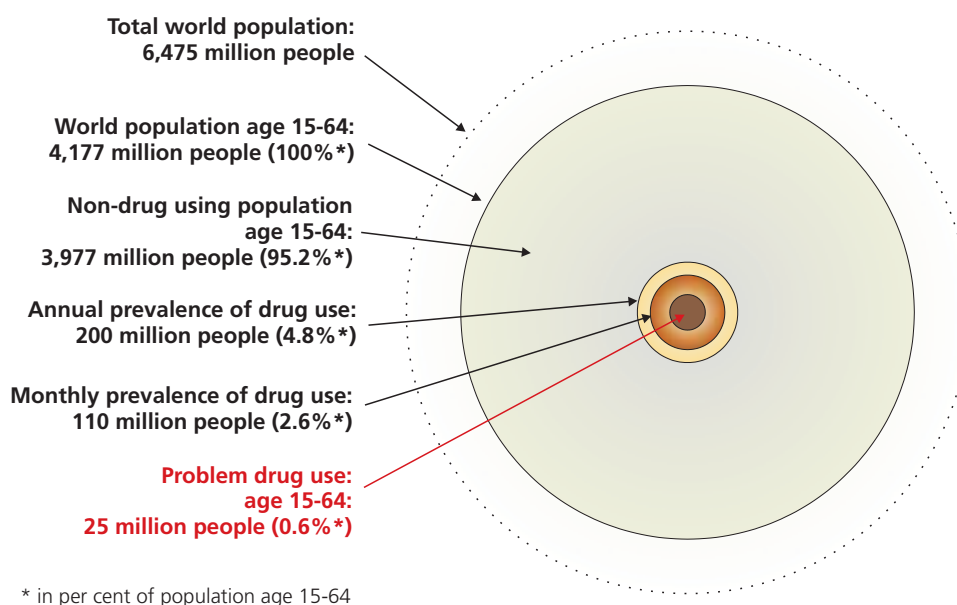 Total world population:
6,475 million people
World population age 15-64:
4,177 million people (100%*)
Non-drug using population
age 15-64:
3,977 million people (95.2%*)
Annual prevalence of drug use:
200 million people (4.8%*)
Monthly prevalence of drug use:
110 million people (2.6%*)
Problem drug use:
age 15-64:
25 million people (0.6%*)
* in per cent of population age 15-64